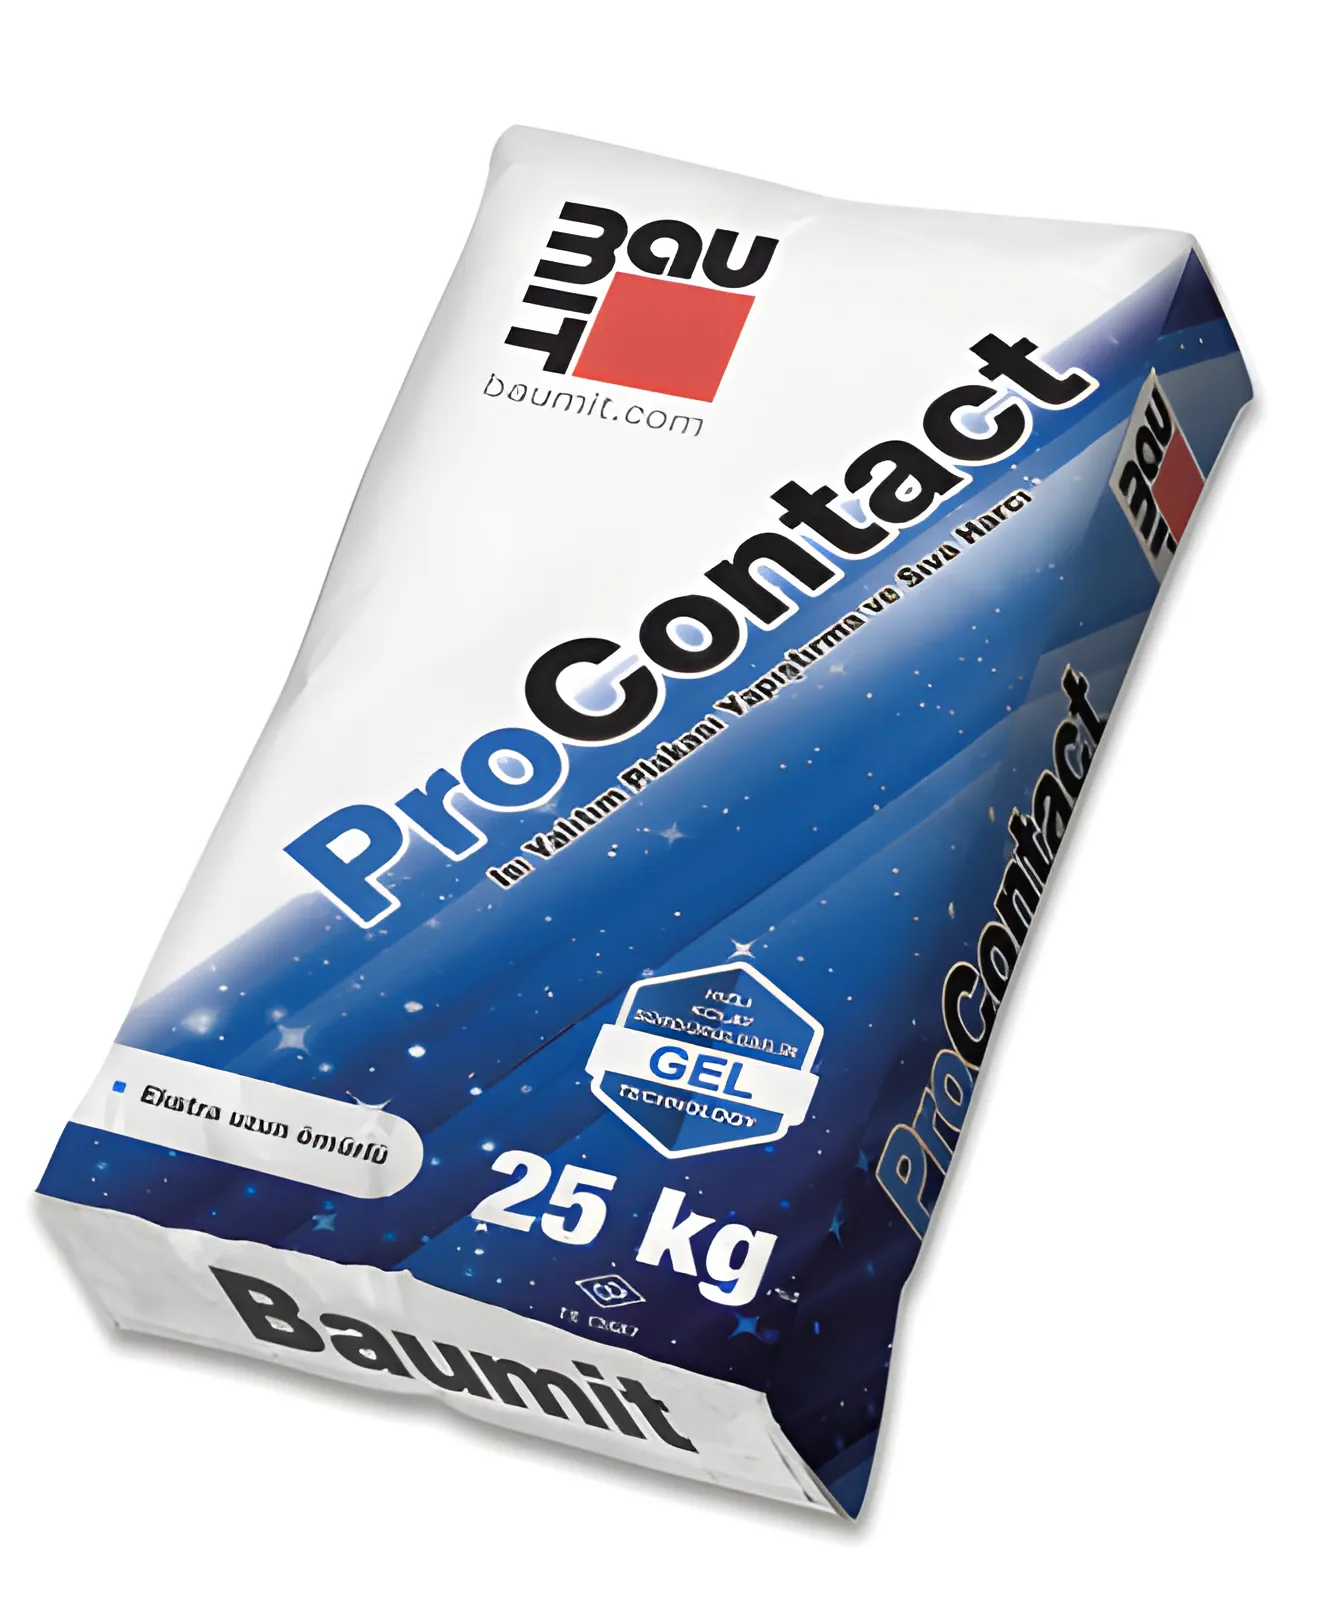 BAU
MIT
baumit.com
ProContact
Isı Yalıtım Plakası Yapıştırma ve Sıva Harcı
GEL
TECHNOLOGY
Ekstra uzun ömürlü
25 kg
Baumit
BAU
MIT
ProContact